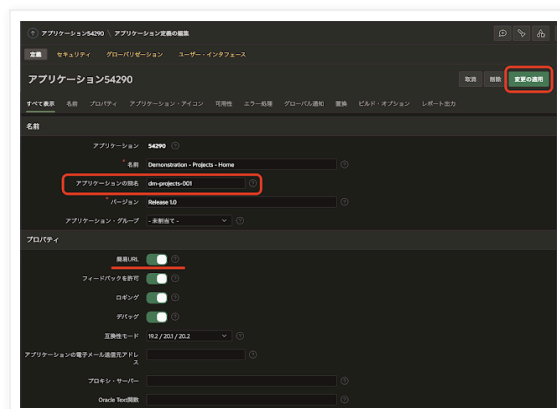 アプリケーション54290 \ アプリケーション定義の編集
定義 セキュリティ グローバリゼーション ユーザー・インタフェース
アプリケーション54290 取消 削除 変更の適用
すべて表示 名前 プロパティ アプリケーション・アイコン 可用性 エラー処理 グローバル通知 置換 ビルド・オプション レポート出力
名前
アプリケーション 54290
* 名前 Demonstration - Projects - Home
アプリケーションの別名 dm-projects-001
* バージョン Release 1.0
アプリケーション・グループ - 未割当て -
プロパティ
簡易URL
フィードバックを許可
ロギング
デバッグ
互換性モード 19.2 / 20.1 / 20.2
アプリケーションの電子メール送信元アドレ
ス
プロキシ・サーバー
Oracle Text関数